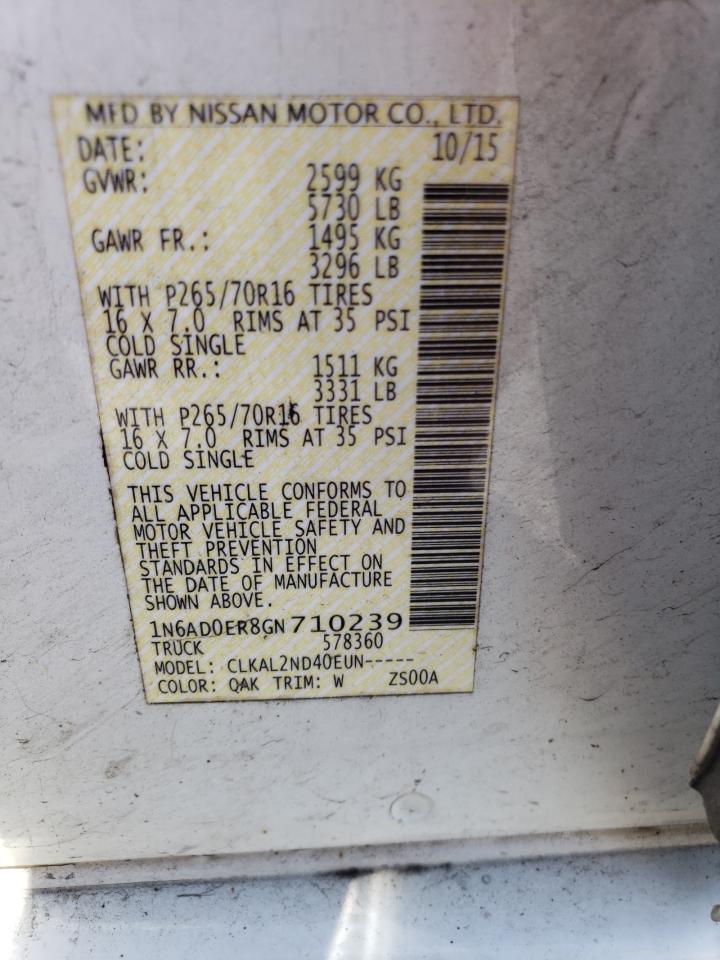 MFD BY NISSAN MOTOR CO., LTD.
DATE: 10/15
GVWR: 2599 KG
5730 LB
GAWR FR.: 1495 KG
3296 LB
WITH P265/70R16 TIRES
16 X 7.0 RIMS AT 35 PSI
COLD SINGLE
GAWR RR.: 1511 KG
3331 LB
WITH P265/70R16 TIRES
16 X 7.0 RIMS AT 35 PSI
COLD SINGLE
THIS VEHICLE CONFORMS TO
ALL APPLICABLE FEDERAL
MOTOR VEHICLE SAFETY AND
THEFT PREVENTION
STANDARDS IN EFFECT ON
THE DATE OF MANUFACTURE
SHOWN ABOVE.
1N6AD0ER8GN710239
TRUCK 578360
MODEL: CLKAL2ND40EUN-----
COLOR: QAK TRIM: W ZS00A